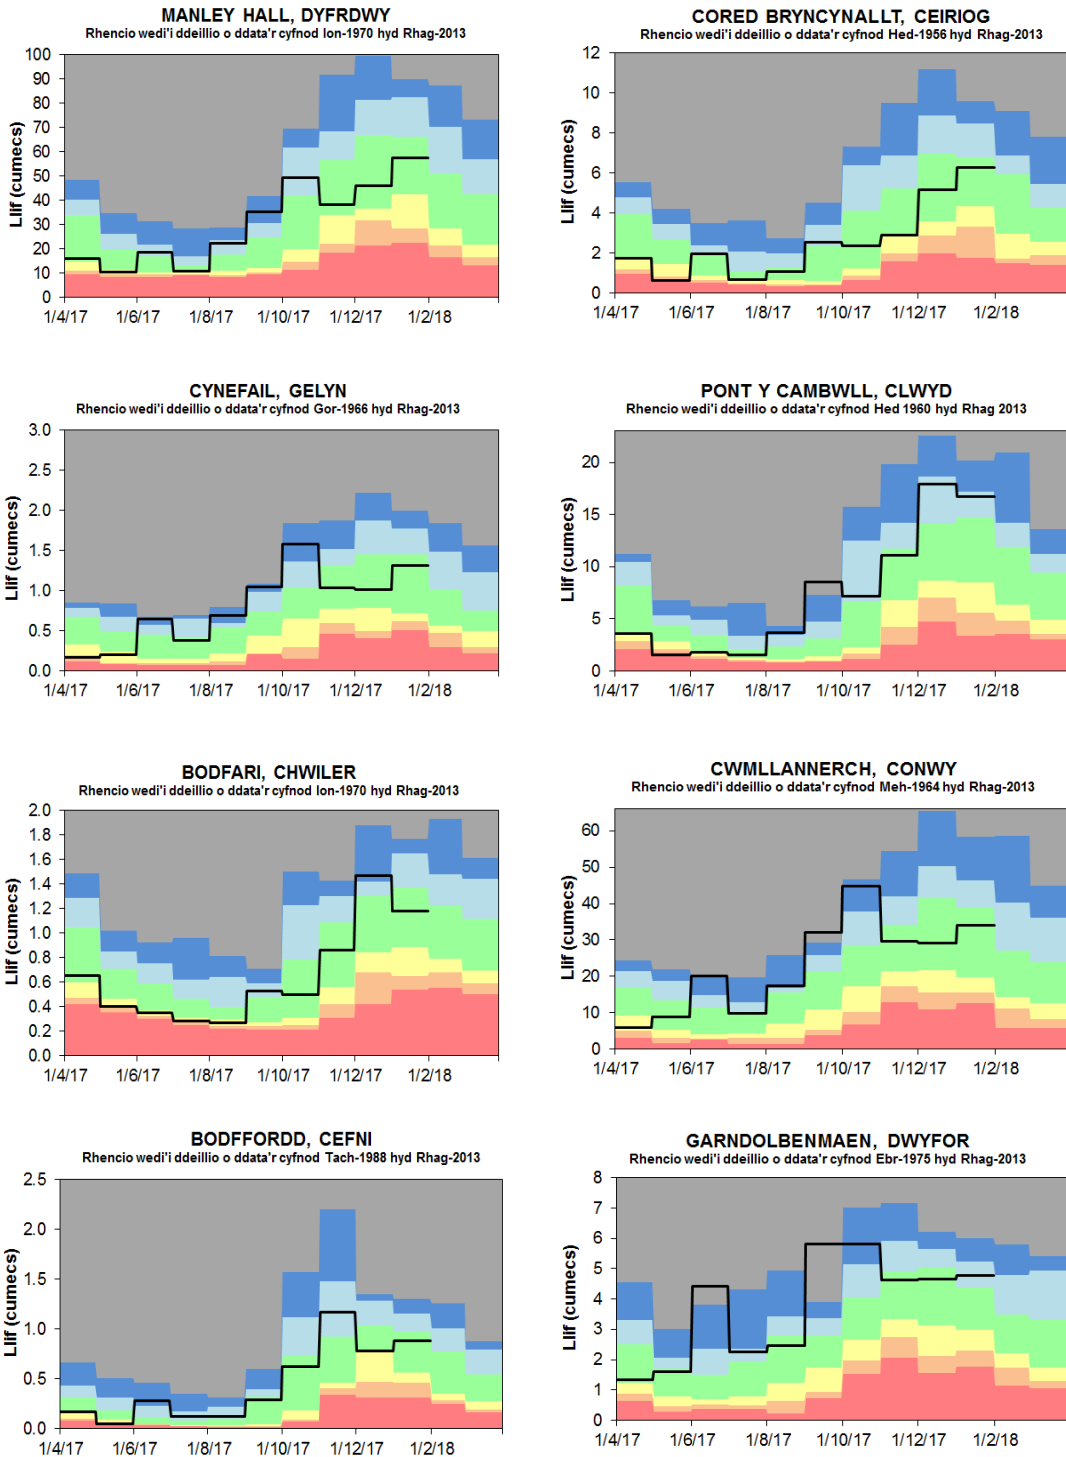 MANLEY HALL, DYFRDWY
Rhencio wedi'i ddeillio o ddata'r cyfnod Ion-1970 hyd Rhag-2013
Llif (cumecs)
100
90
80
70
60
50
40
30
20
10
0
1/4/17 1/6/17 1/8/17 1/10/17 1/12/17 1/2/18
CORED BRYNCYNALLT, CEIRIOG
Rhencio wedi'i ddeillio o ddata'r cyfnod Hed-1956 hyd Rhag-2013
Llif (cumecs)
12
10
8
6
4
2
0
1/4/17 1/6/17 1/8/17 1/10/17 1/12/17 1/2/18
CYNEFAIL, GELYN
Rhencio wedi'i ddeillio o ddata'r cyfnod Gor-1966 hyd Rhag-2013
Llif (cumecs)
3.0
2.5
2.0
1.5
1.0
0.5
0.0
1/4/17 1/6/17 1/8/17 1/10/17 1/12/17 1/2/18
PONT Y CAMBWLL, CLWYD
Rhencio wedi'i ddeillio o ddata'r cyfnod Hed 1960 hyd Rhag 2013
Llif (cumecs)
20
15
10
5
0
1/4/17 1/6/17 1/8/17 1/10/17 1/12/17 1/2/18
BODFARI, CHWILER
Rhencio wedi'i ddeillio o ddata'r cyfnod Ion-1970 hyd Rhag-2013
Llif (cumecs)
2.0
1.8
1.6
1.4
1.2
1.0
0.8
0.6
0.4
0.2
0.0
1/4/17 1/6/17 1/8/17 1/10/17 1/12/17 1/2/18
CWMLLANNERCH, CONWY
Rhencio wedi'i ddeillio o ddata'r cyfnod Meh-1964 hyd Rhag-2013
Llif (cumecs)
60
50
40
30
20
10
0
1/4/17 1/6/17 1/8/17 1/10/17 1/12/17 1/2/18
BODFFORDD, CEFNI
Rhencio wedi'i ddeillio o ddata'r cyfnod Tach-1988 hyd Rhag-2013
Llif (cumecs)
2.5
2.0
1.5
1.0
0.5
0.0
1/4/17 1/6/17 1/8/17 1/10/17 1/12/17 1/2/18
GARNDOLBENMAEN, DWYFOR
Rhencio wedi'i ddeillio o ddata'r cyfnod Ebr-1975 hyd Rhag-2013
Llif (cumecs)
8
7
6
5
4
3
2
1
0
1/4/17 1/6/17 1/8/17 1/10/17 1/12/17 1/2/18